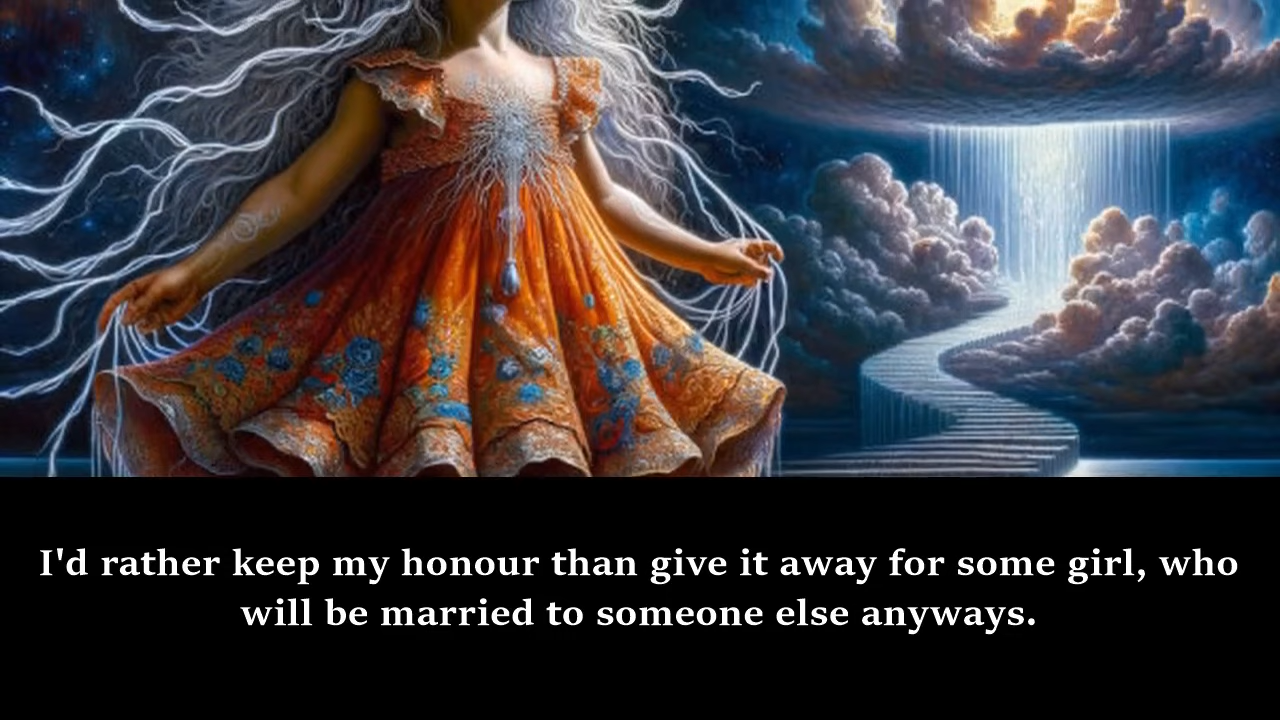 I'd rather keep my honour than give it away for some girl, who
will be married to someone else anyways.